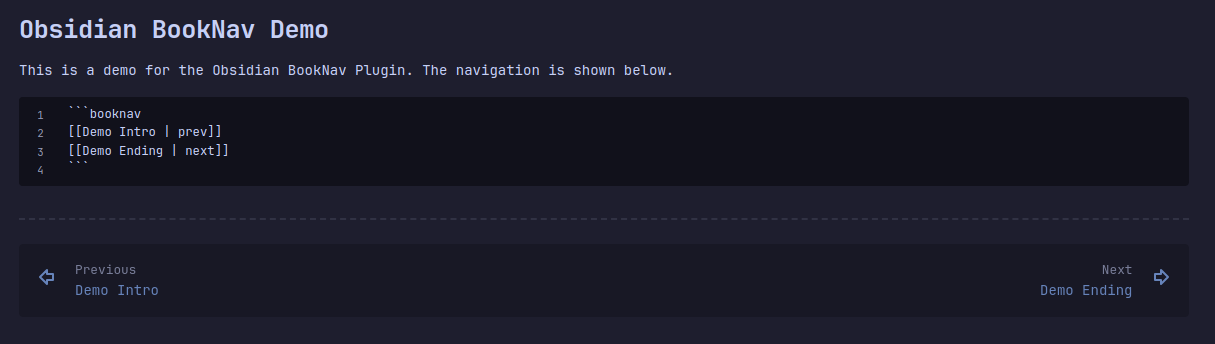 Obsidian BookNav Demo
This is a demo for the Obsidian BookNav Plugin. The navigation is shown below.
1 ```booknav
2 [[Demo Intro | prev]]
3 [[Demo Ending | next]]
4 ```
Previous
Demo Intro
Next
Demo Ending